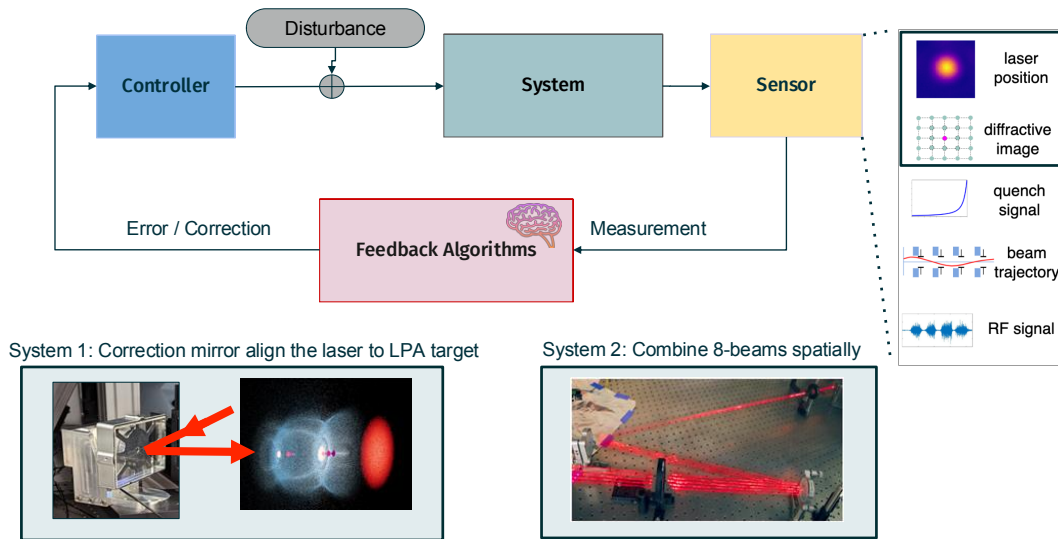 Disturbance
Controller
System
Sensor
laser
position
diffractive
image
quench
signal
beam
trajectory
RF signal
Error / Correction
Feedback Algorithms
Measurement
System 1: Correction mirror align the laser to LPA target
System 2: Combine 8-beams spatially